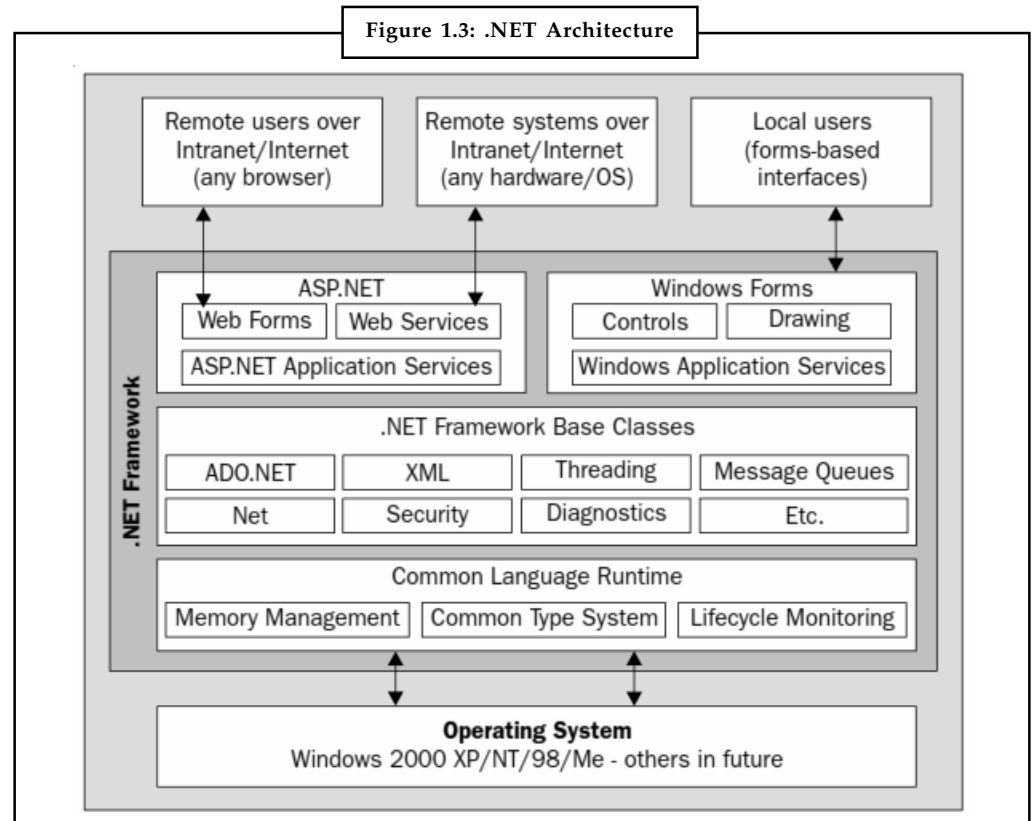 Figure 1.3: .NET Architecture
Remote users over
Intranet/Internet
(any browser)
Remote systems over
Intranet/Internet
(any hardware/OS)
Local users
(forms-based
interfaces)
.NET Framework
ASP.NET
Web Forms
Web Services
ASP.NET Application Services
Windows Forms
Controls
Drawing
Windows Application Services
.NET Framework Base Classes
ADO.NET
XML
Threading
Message Queues
Net
Security
Diagnostics
Etc.
Common Language Runtime
Memory Management
Common Type System
Lifecycle Monitoring
Operating System
Windows 2000 XP/NT/98/Me - others in future